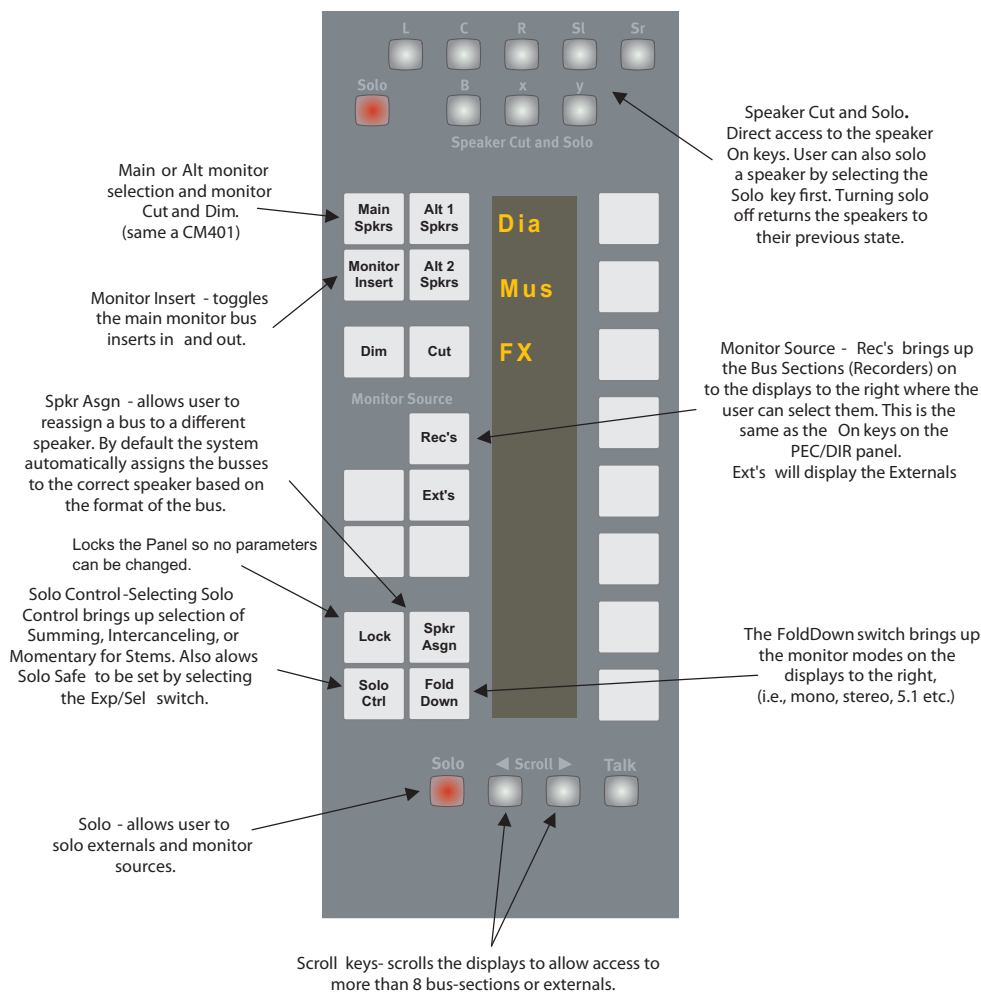 L C R Sl Sr
Solo B x y
Speaker Cut and Solo
Speaker Cut and Solo.
Direct access to the speaker
On keys. User can also solo
a speaker by selecting the
Solo key first. Turning solo
off returns the speakers to
their previous state.
Main or Alt monitor
selection and monitor
Cut and Dim.
(same a CM401)
Main
Spkrs
Alt 1
Spkrs
Dia
Monitor
Insert
Alt 2
Spkrs
Mus
Monitor Insert - toggles
the main monitor bus
inserts in and out.
Dim
Cut
FX
Monitor Source - Rec's brings up
the Bus Sections (Recorders) on
to the displays to the right where the
user can select them. This is the
same as the On keys on the
PEC/DIR panel.
Ext's will display the Externals
Monitor Source
Rec's
Ext's
Spkr Asgn - allows user to
reassign a bus to a different
speaker. By default the system
automatically assigns the busses
to the correct speaker based on
the format of the bus.
Locks the Panel so no parameters
can be changed.
Solo Control -Selecting Solo
Control brings up selection of
Summing, Intercanceling, or
Momentary for Stems. Also alows
Solo Safe to be set by selecting
the Exp/Sel switch.
Lock
Spkr
Asgn
Solo
Ctrl
Fold
Down
The FoldDown switch brings up
the monitor modes on the
displays to the right,
(i.e., mono, stereo, 5.1 etc.)
Solo ◀ Scroll ▶ Talk
Solo - allows user to
solo externals and monitor
sources.
Scroll keys- scrolls the displays to allow access to
more than 8 bus-sections or externals.